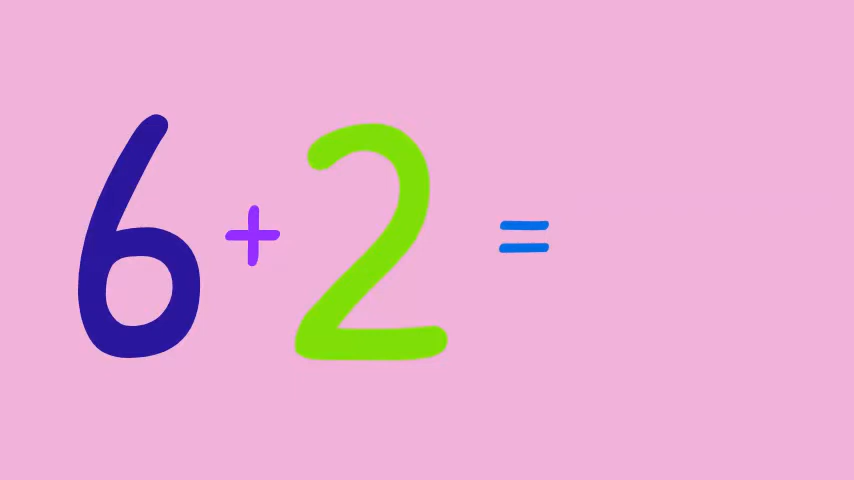 6+2 =